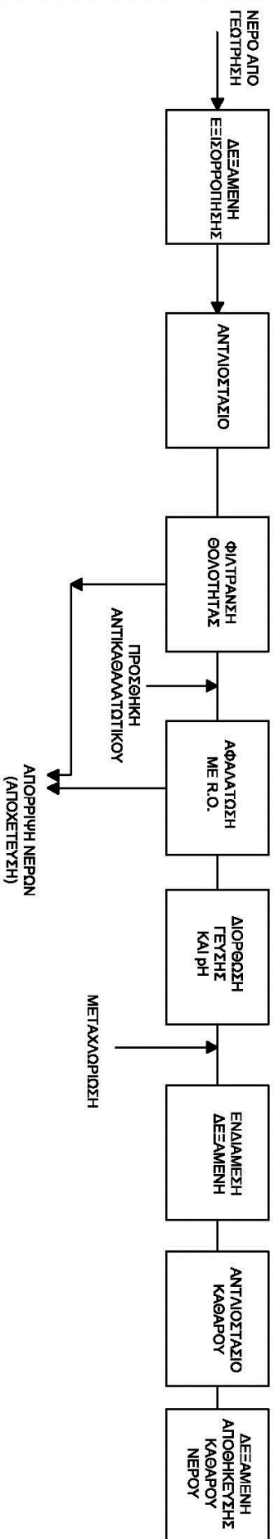 ΝΕΡΟ ΑΠΟ
ΓΕΩΤΡΗΣΗ
ΔΕΞΑΜΕΝΗ
ΕΞΙΣΟΡΡΟΠΗΣΗΣ
ΑΝΤΛΙΟΣΤΑΣΙΟ
ΦΙΛΤΡΑΝΣΗ
ΘΟΛΟΤΗΤΑΣ
ΠΡΟΣΘΗΚΗ
ΑΝΤΙΚΑΘΑΛΑΤΩΤΙΚΟΥ
ΑΦΑΛΑΤΩΣΗ
ΜΕ R.O.
ΑΠΟΡΡΙΨΗ ΝΕΡΩΝ
(ΑΠΟΧΕΤΕΥΣΗ)
ΔΙΟΡΘΩΣΗ
ΓΕΥΣΗΣ
ΚΑΙ pH
ΜΕΤΑΧΛΩΡΙΩΣΗ
ΕΝΔΙΑΜΕΣΗ
ΔΕΞΑΜΕΝΗ
ΑΝΤΛΙΟΣΤΑΣΙΟ
ΚΑΘΑΡΟΥ
ΔΕΞΑΜΕΝΗ
ΑΠΟΘΗΚΕΥΣΗΣ
ΚΑΘΑΡΟΥ
ΝΕΡΟΥ